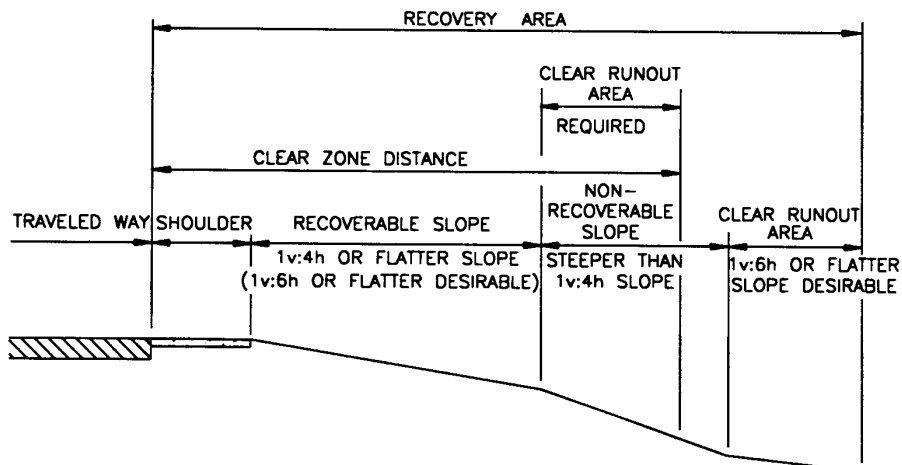 RECOVERY AREA
CLEAR RUNOUT
AREA
REQUIRED
CLEAR ZONE DISTANCE
TRAVELED WAY
SHOULDER
RECOVERABLE SLOPE
1v:4h OR FLATTER SLOPE
(1v:6h OR FLATTER DESIRABLE)
NON-
RECOVERABLE
SLOPE
STEEPER THAN
1v:4h SLOPE
CLEAR RUNOUT
AREA
1v:6h OR FLATTER
SLOPE DESIRABLE